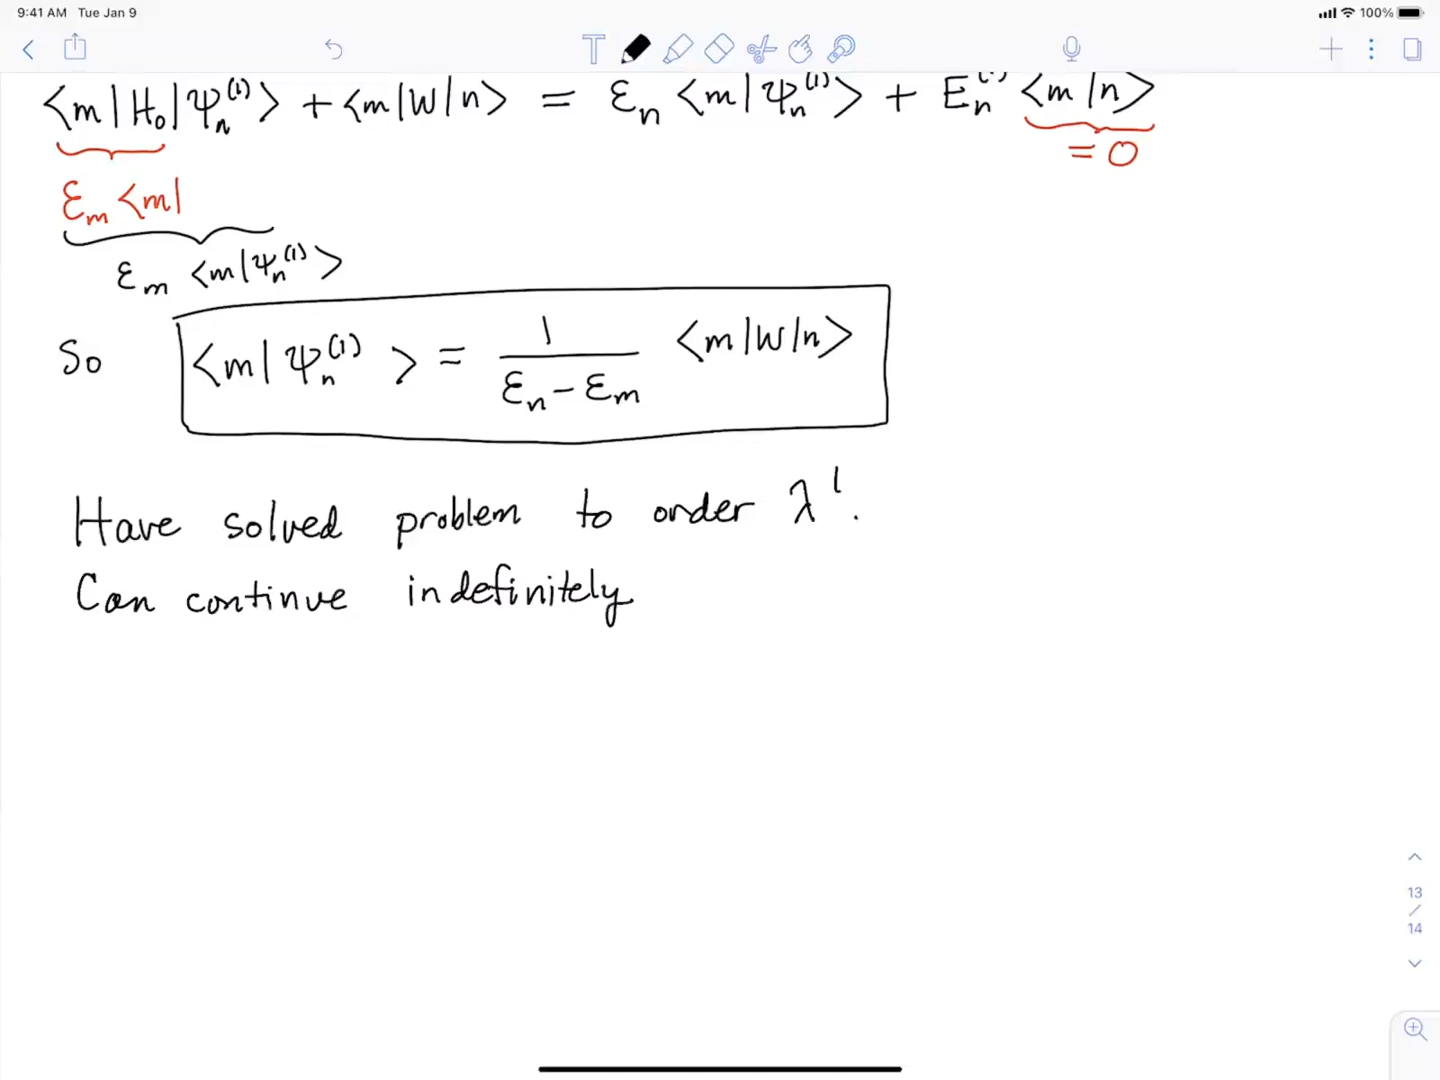 9:41 AM Tue Jan 9 100%
<m|H₀|ψₙ⁽¹⁾> + <m|W|n> = εₙ <m|ψₙ⁽¹⁾> + Eₙ⁽¹⁾ <m|n>
= 0
εₘ <m|
εₘ <m|ψₙ⁽¹⁾>
So <m|ψₙ⁽¹⁾> = 1/(εₙ - εₘ) <m|W|n>
Have solved problem to order λ¹.
Can continue indefinitely
13
/
14